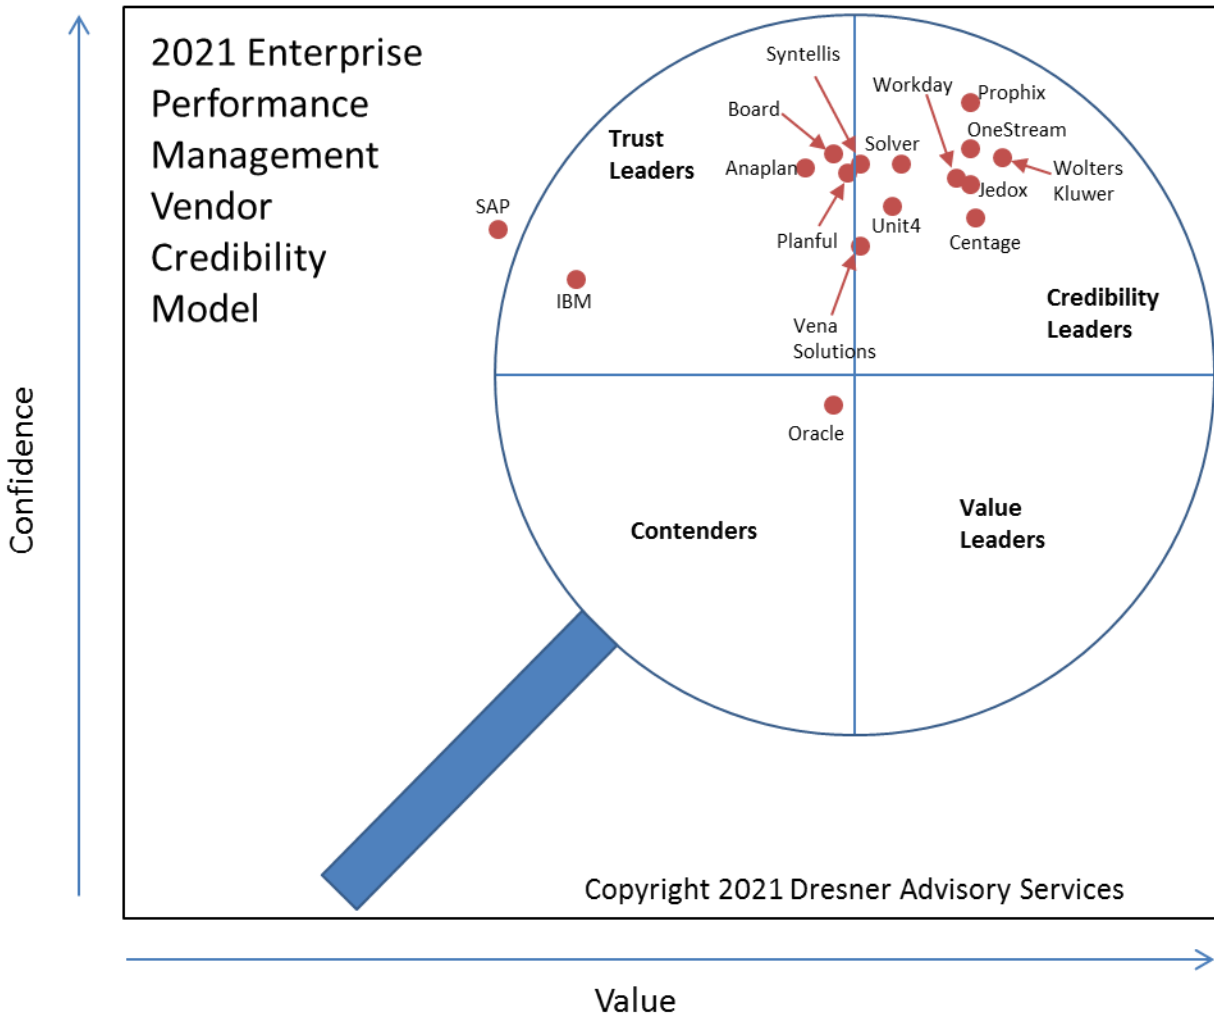 2021 Enterprise
Performance
Management
Vendor
Credibility
Model
Syntellis
Workday
Prophix
Board
Trust
Leaders
Solver
OneStream
Anaplan
Wolters
Kluwer
Jedox
SAP
Unit4
Planful
Centage
IBM
Credibility
Leaders
Vena
Solutions
Oracle
Confidence
Contenders
Value
Leaders
Copyright 2021 Dresner Advisory Services
Value